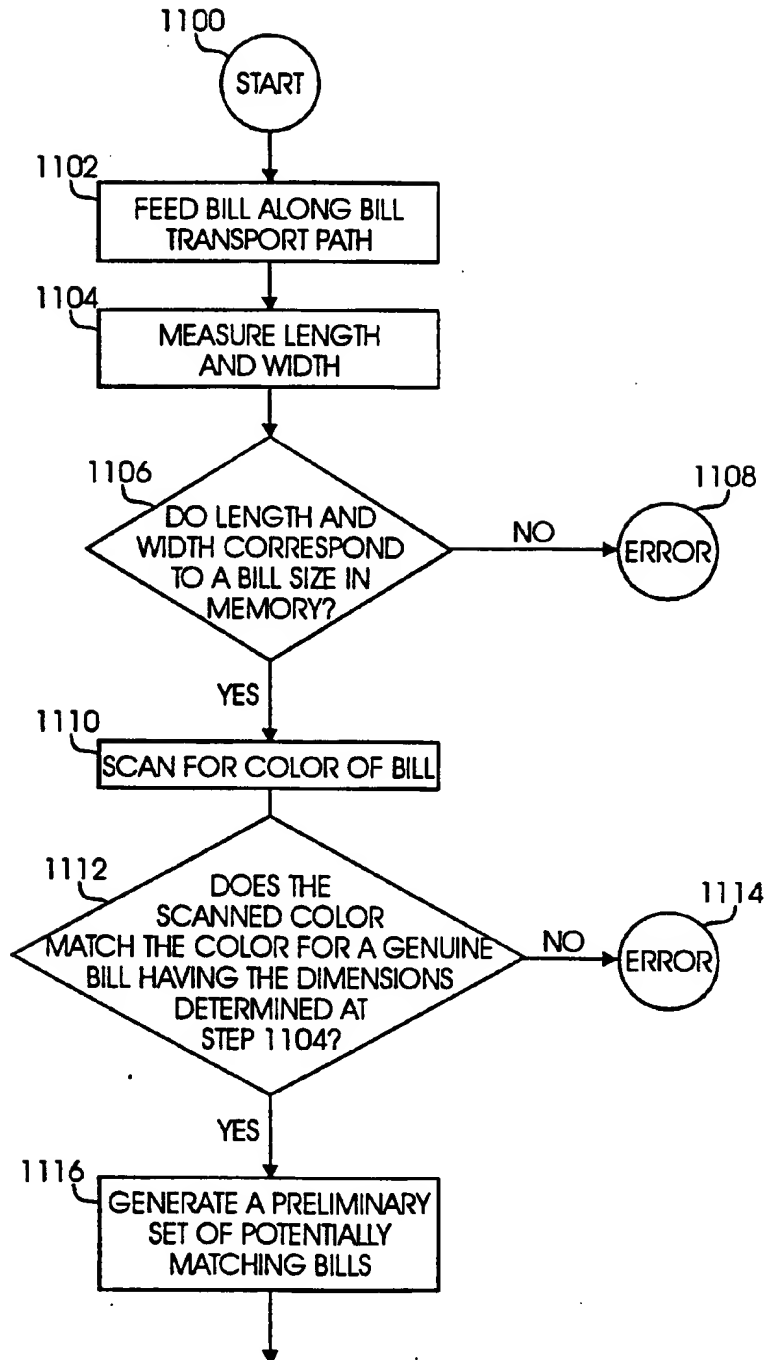 1100
START
1102
FEED BILL ALONG BILL
TRANSPORT PATH
1104
MEASURE LENGTH
AND WIDTH
1106
DO LENGTH AND
WIDTH CORRESPOND
TO A BILL SIZE IN
MEMORY?
NO
1108
ERROR
YES
1110
SCAN FOR COLOR OF BILL
1112
DOES THE
SCANNED COLOR
MATCH THE COLOR FOR A GENUINE
BILL HAVING THE DIMENSIONS
DETERMINED AT
STEP 1104?
NO
1114
ERROR
YES
1116
GENERATE A PRELIMINARY
SET OF POTENTIALLY
MATCHING BILLS